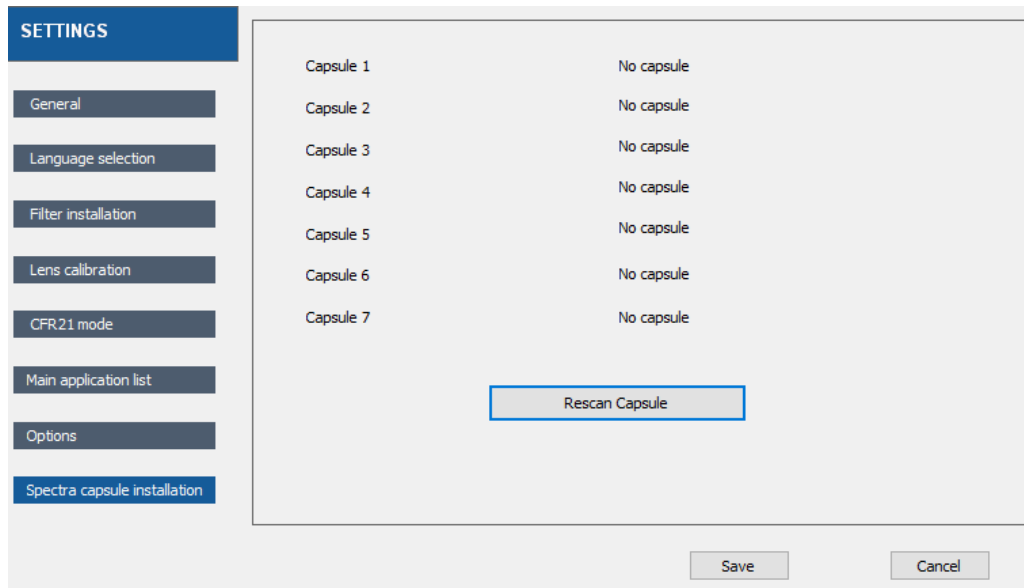 SETTINGS
General
Language selection
Filter installation
Lens calibration
CFR21 mode
Main application list
Options
Spectra capsule installation
Capsule 1 No capsule
Capsule 2 No capsule
Capsule 3 No capsule
Capsule 4 No capsule
Capsule 5 No capsule
Capsule 6 No capsule
Capsule 7 No capsule
Rescan Capsule
Save Cancel